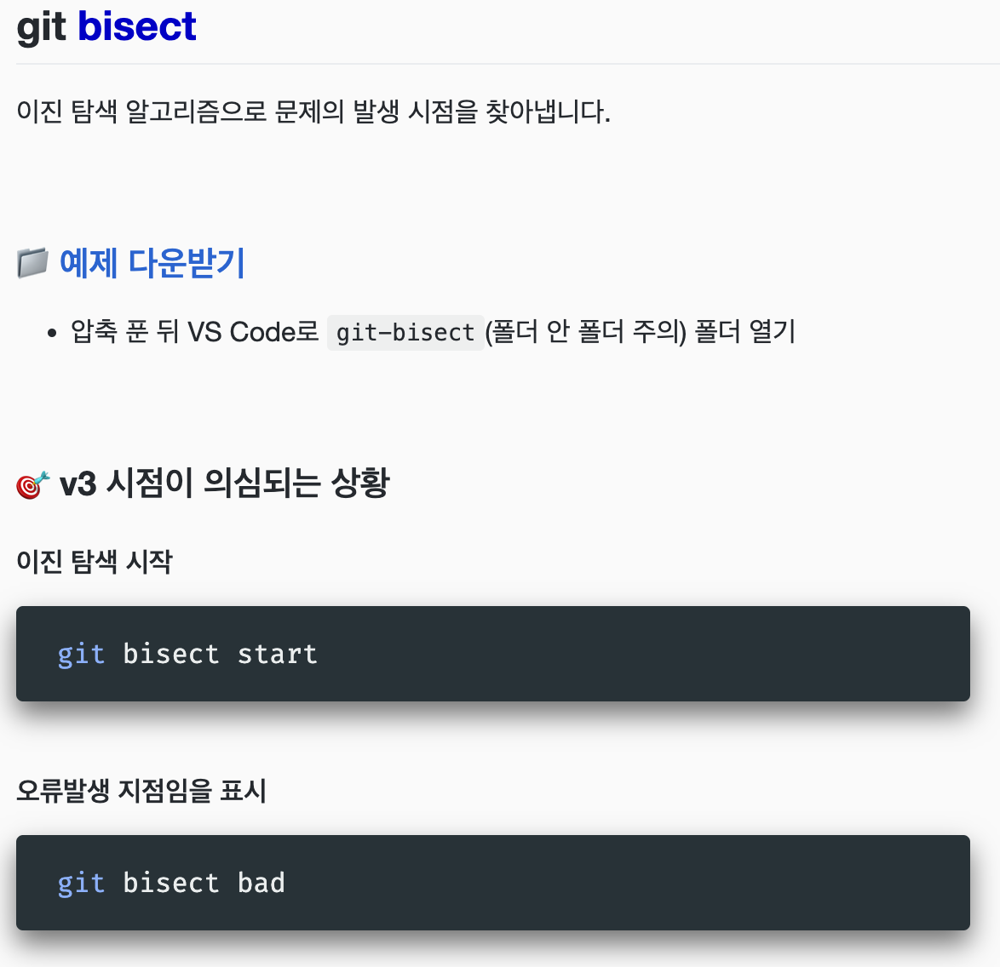 git bisect
이진 탐색 알고리즘으로 문제의 발생 시점을 찾아냅니다.
📁 예제 다운받기
• 압축 푼 뒤 VS Code로 git-bisect(폴더 안 폴더 주의) 폴더 열기
🎯 v3 시점이 의심되는 상황
이진 탐색 시작
git bisect start
오류발생 지점임을 표시
git bisect bad